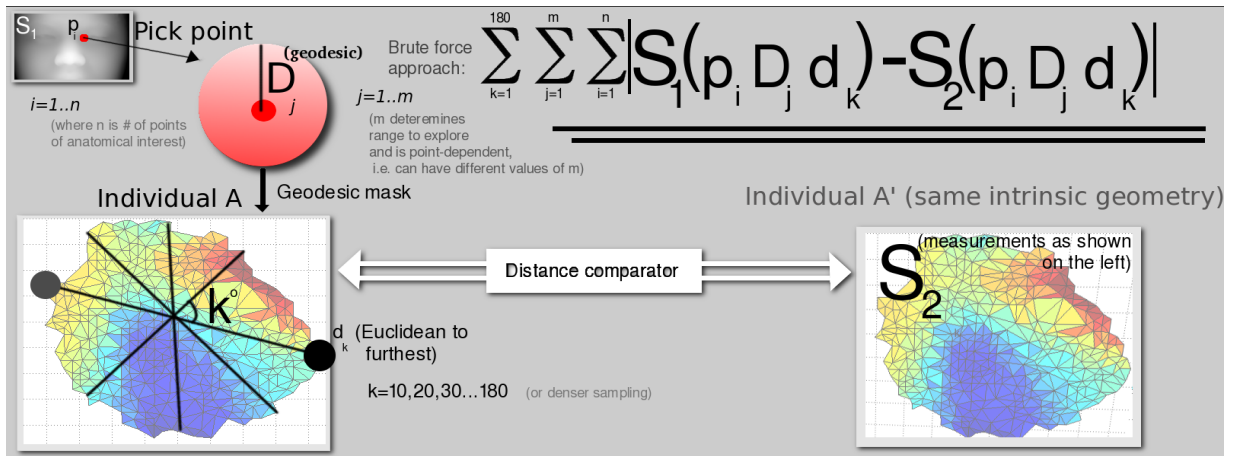 S1
pi
Pick point
i=1..n
(where n is # of points
of anatomical interest)
(geodesic)
Dj
j=1..m
(m deteremines
range to explore
and is point-dependent,
i.e. can have different values of m)
Brute force
approach:
180 m n
∑ ∑ ∑|S1(pi Dj dk)-S2(pi Dj dk)|
k=1 j=1 i=1
Geodesic mask
Individual A
k°
dk (Euclidean to
furthest)
k=10,20,30...180 (or denser sampling)
Distance comparator
Individual A' (same intrinsic geometry)
S2
(measurements as shown
on the left)